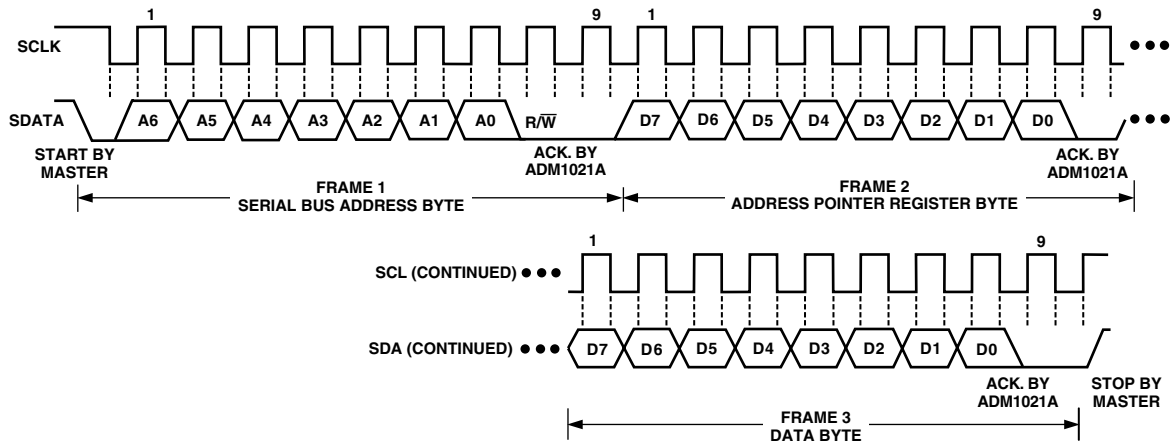 1 9 1 9
SCLK
SDATA A6 A5 A4 A3 A2 A1 A0 R/W̅ D7 D6 D5 D4 D3 D2 D1 D0
START BY
MASTER
ACK. BY
ADM1021A
ACK. BY
ADM1021A
FRAME 1
SERIAL BUS ADDRESS BYTE
FRAME 2
ADDRESS POINTER REGISTER BYTE
1 9
SCL (CONTINUED)
SDA (CONTINUED) D7 D6 D5 D4 D3 D2 D1 D0
ACK. BY
ADM1021A
STOP BY
MASTER
FRAME 3
DATA BYTE